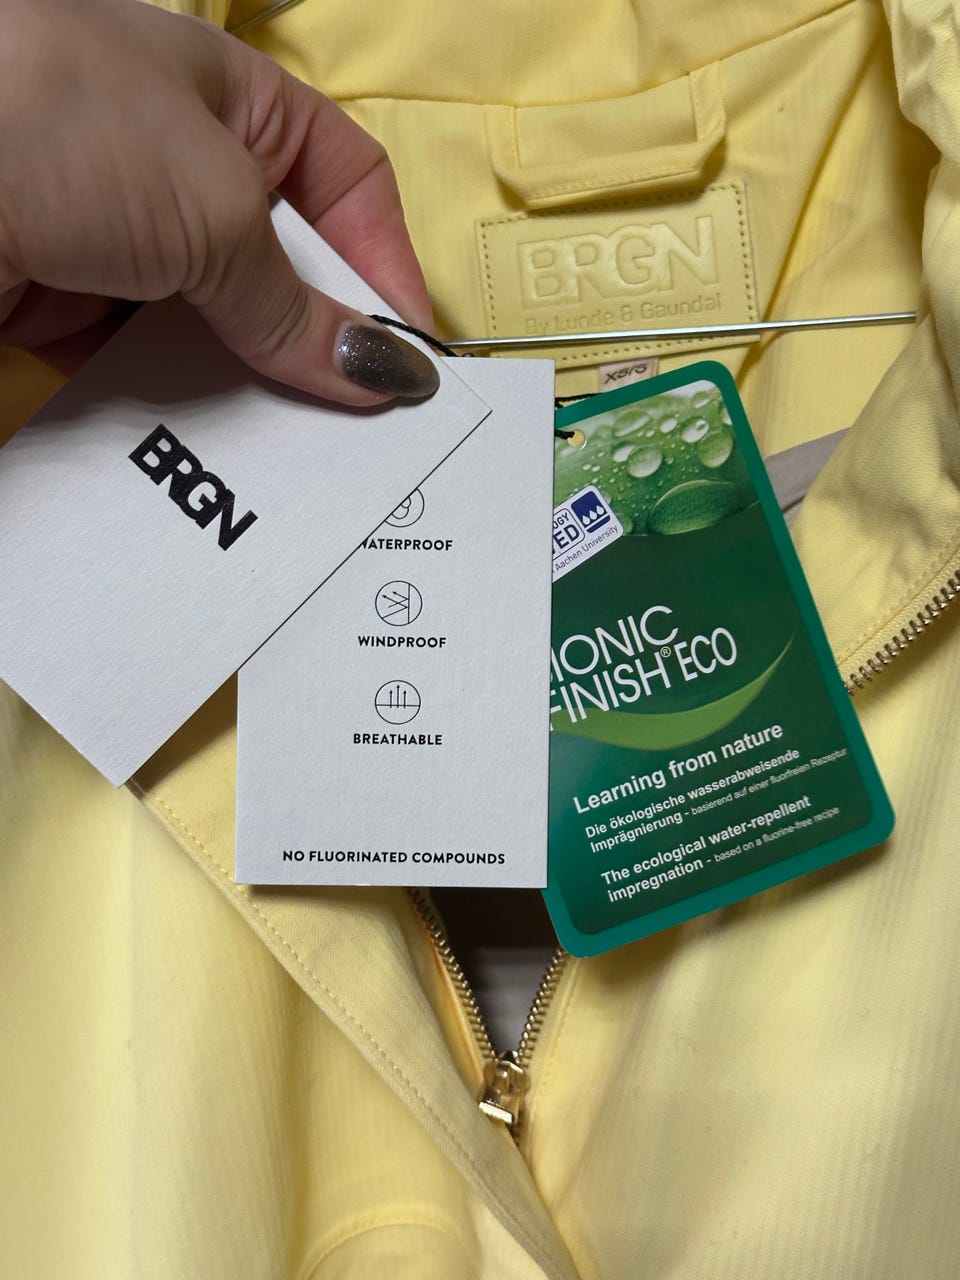 BRGN
By Lunde & Gaundal
XS/S
BRGN
WATERPROOF
WINDPROOF
BREATHABLE
NO FLUORINATED COMPOUNDS
Aachen University
FINISH® ECO
Learning from nature
Die ökologische wasserabweisende
Imprägnierung - basierend auf einer fluorfreien Rezeptur
The ecological water-repellent
impregnation - based on a fluorine-free recipe